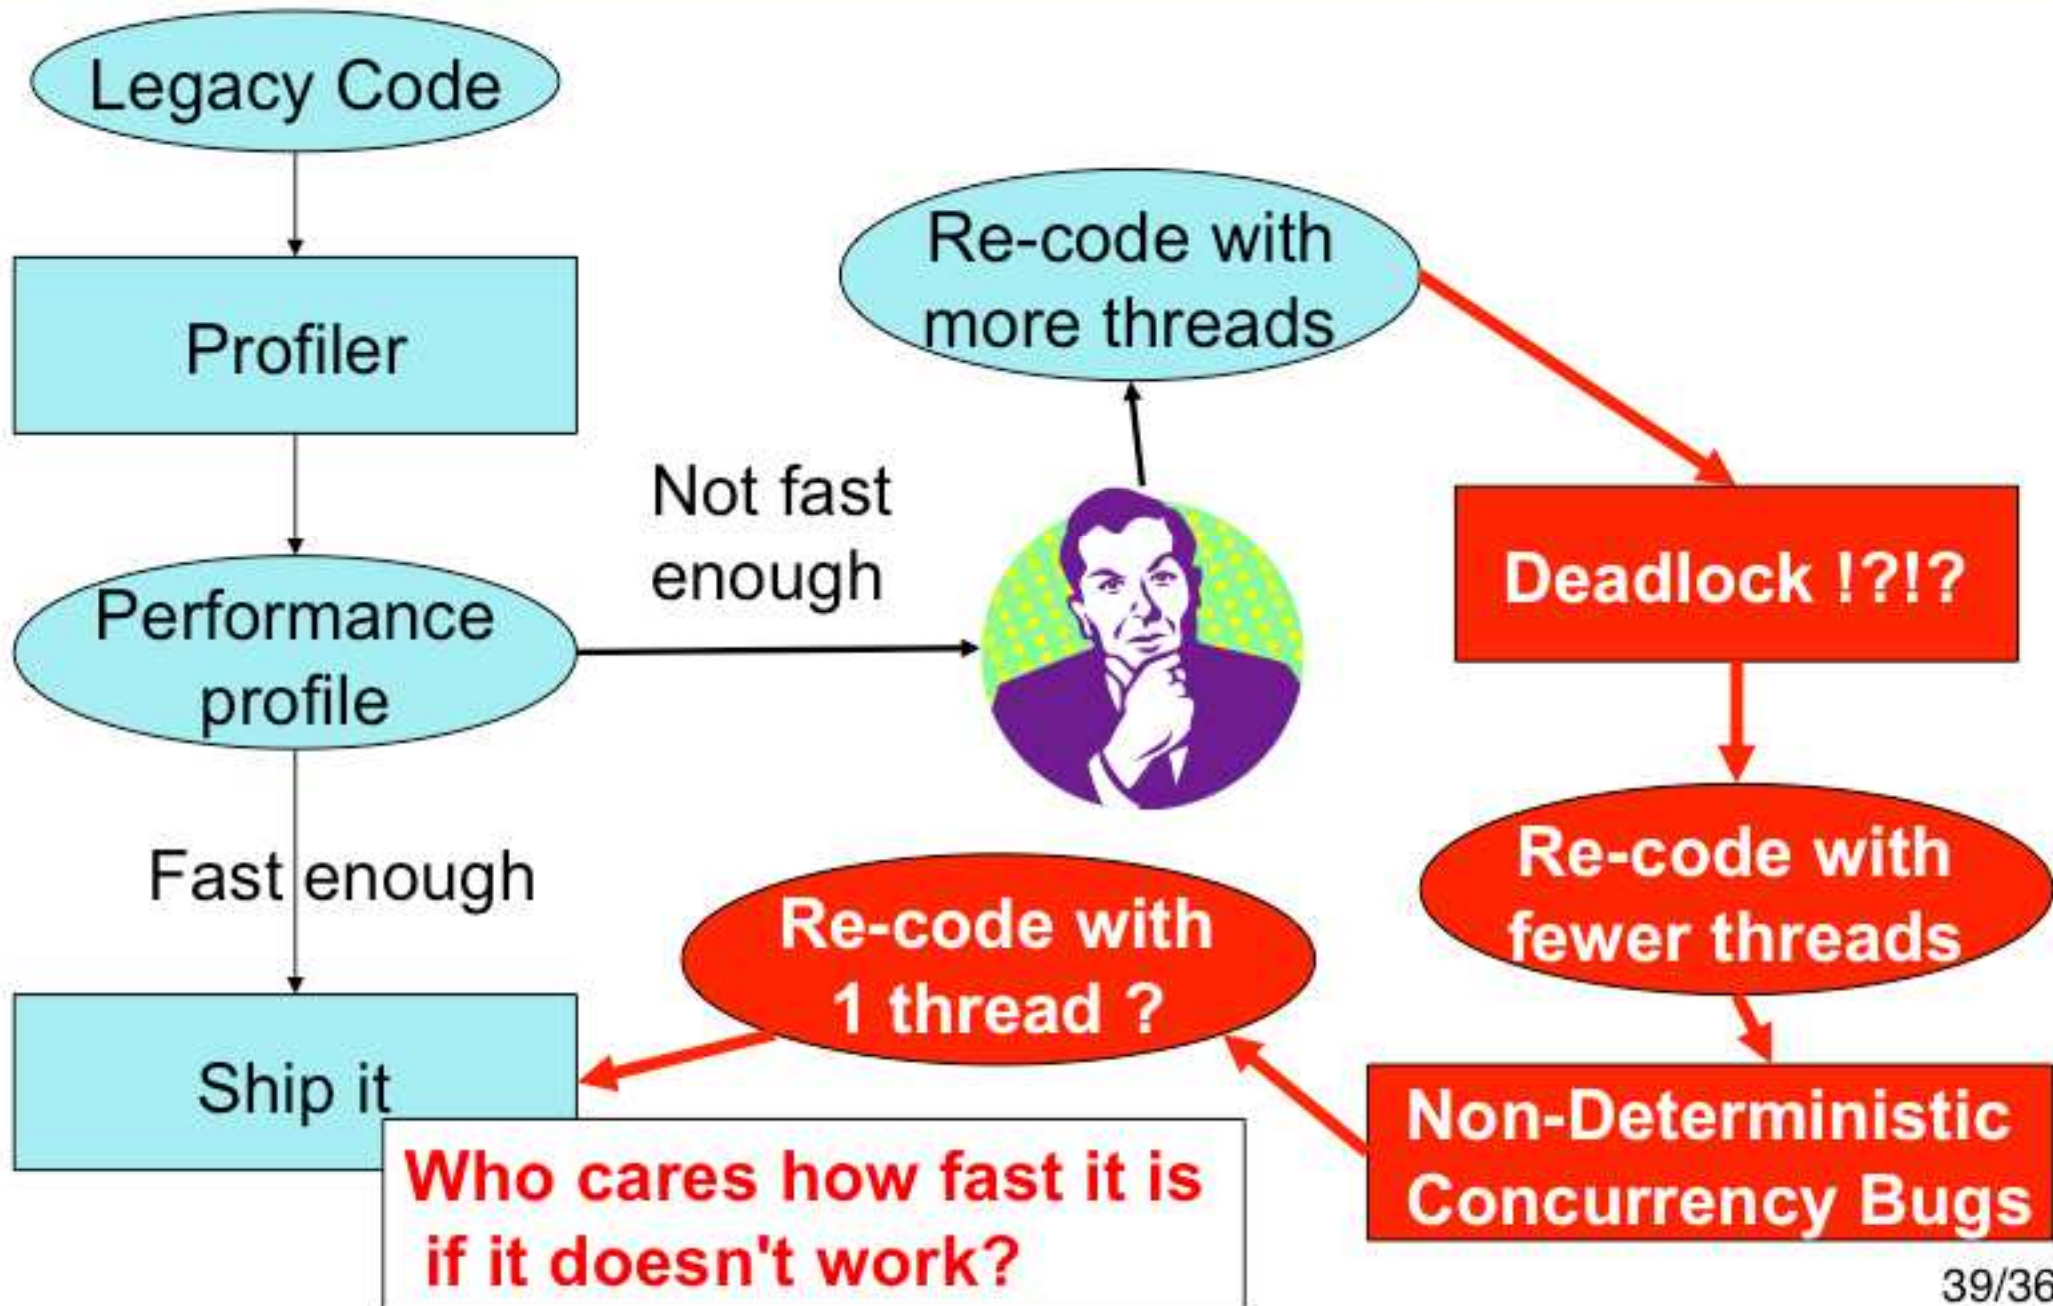 Legacy Code
Profiler
Performance
profile
Not fast
enough
Fast enough
Ship it
Re-code with
more threads
Deadlock !?!?
Re-code with
fewer threads
Non-Deterministic
Concurrency Bugs
Re-code with
1 thread ?
Who cares how fast it is
if it doesn't work?
39/36